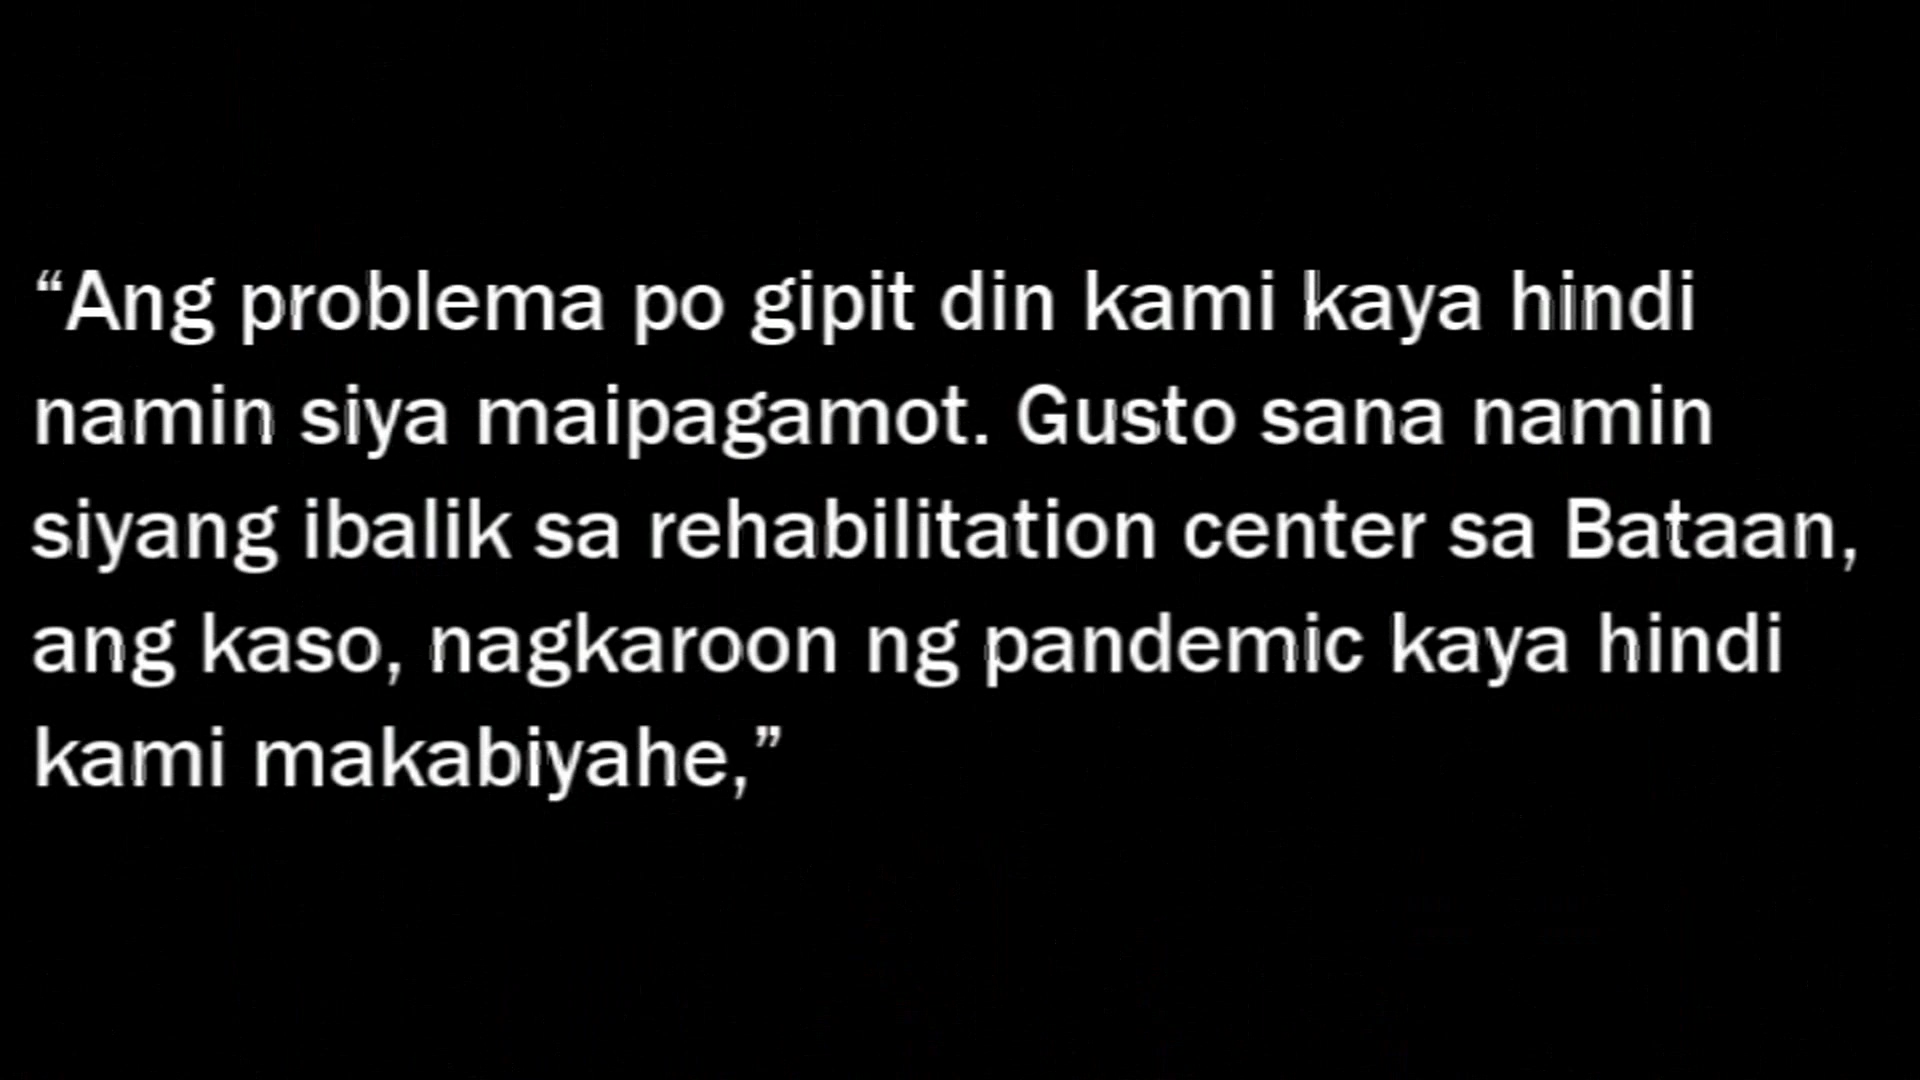 “Ang problema po gipit din kami kaya hindi
namin siya maipagamot. Gusto sana namin
siyang ibalik sa rehabilitation center sa Bataan,
ang kaso, nagkaroon ng pandemic kaya hindi
kami makabiyahe,”